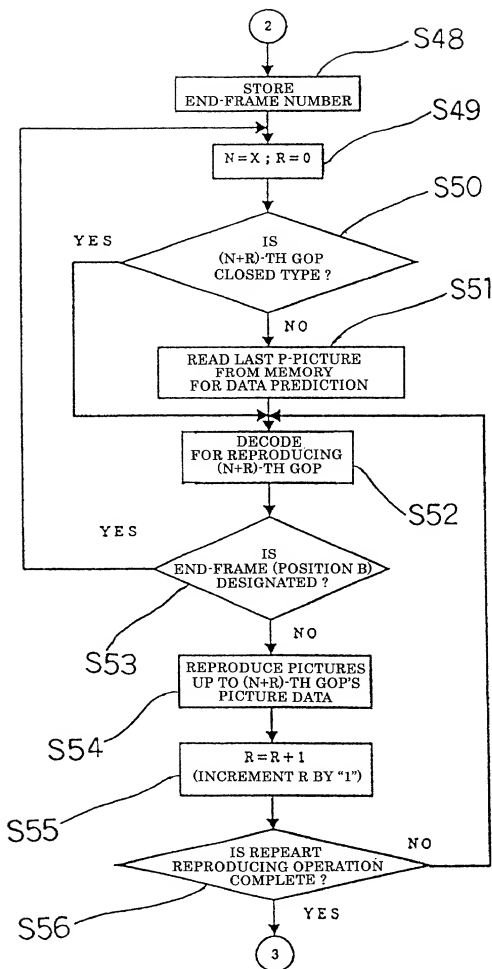 2
S48
STORE
END-FRAME NUMBER
S49
N=X ; R=0
S50
YES
IS
(N+R)-TH GOP
CLOSED TYPE ?
S51
NO
READ LAST P-PICTURE
FROM MEMORY
FOR DATA PREDICTION
DECODE
FOR REPRODUCING
(N+R)-TH GOP
S52
YES
IS
END-FRAME (POSITION B)
DESIGNATED ?
S53
NO
REPRODUCE PICTURES
UP TO (N+R)-TH GOP'S
PICTURE DATA
S54
R=R+1
(INCREMENT R BY "1")
S55
NO
IS REPEART
REPRODUCING OPERATION
COMPLETE ?
S56
YES
3